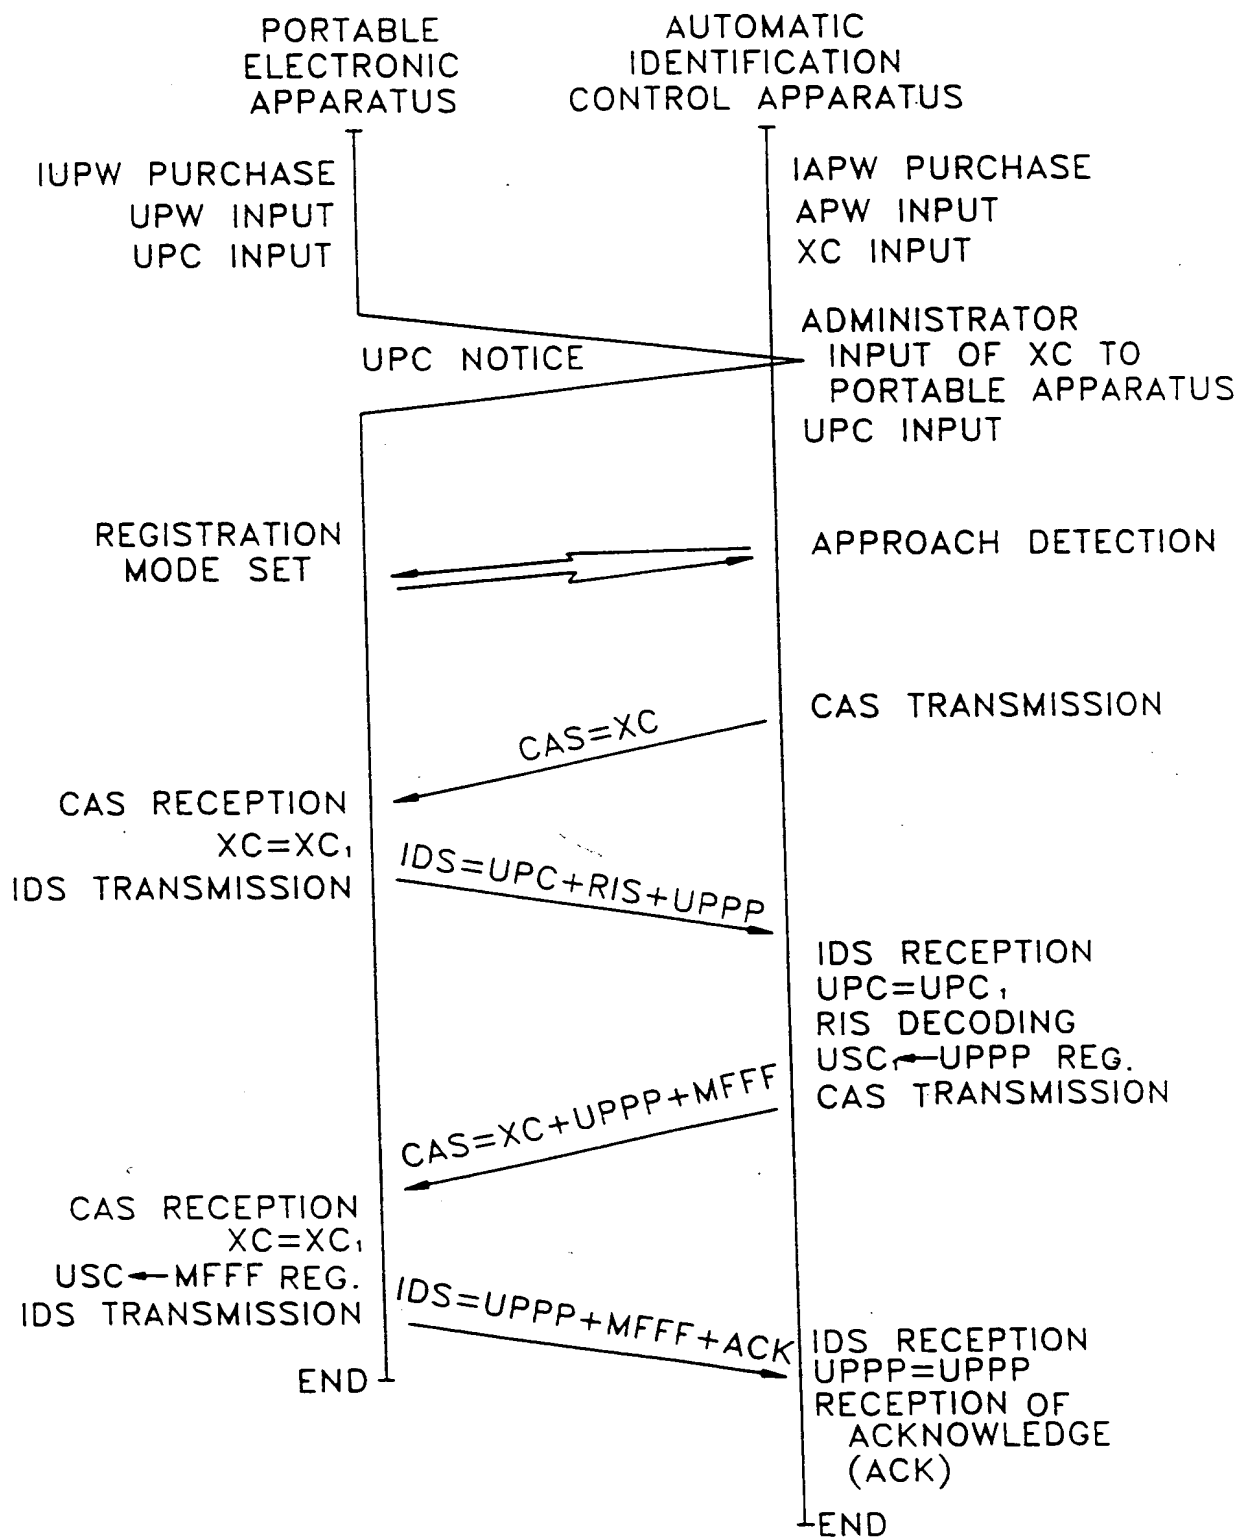 PORTABLE
ELECTRONIC
APPARATUS
AUTOMATIC
IDENTIFICATION
CONTROL APPARATUS
IUPW PURCHASE
UPW INPUT
UPC INPUT
IAPW PURCHASE
APW INPUT
XC INPUT
UPC NOTICE
ADMINISTRATOR
INPUT OF XC TO
PORTABLE APPARATUS
UPC INPUT
REGISTRATION
MODE SET
APPROACH DETECTION
CAS TRANSMISSION
CAS=XC
CAS RECEPTION
XC=XC₁
IDS TRANSMISSION
IDS=UPC+RIS+UPPP
IDS RECEPTION
UPC=UPC₁
RIS DECODING
USC₁←UPPP REG.
CAS TRANSMISSION
CAS=XC+UPPP+MFFF
CAS RECEPTION
XC=XC₁
USC←MFFF REG.
IDS TRANSMISSION
IDS=UPPP+MFFF+ACK
END
IDS RECEPTION
UPPP=UPPP
RECEPTION OF
ACKNOWLEDGE
(ACK)
END